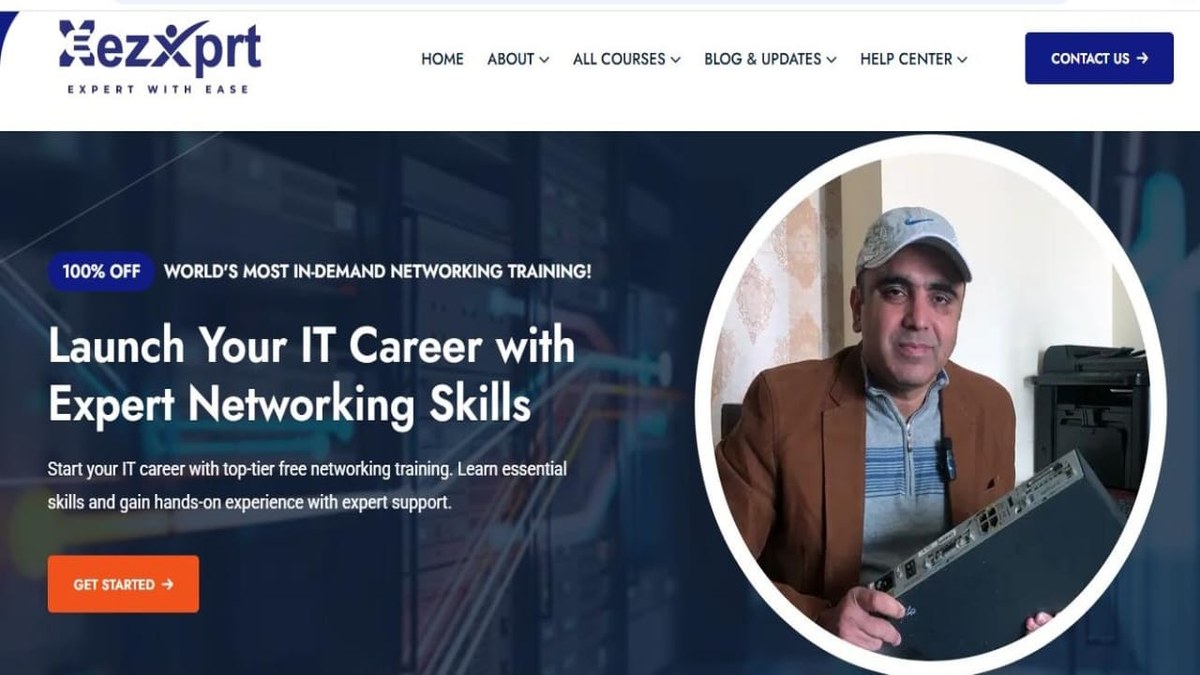 EezXprt
EXPERT WITH EASE
HOME
ABOUT
ALL COURSES
BLOG & UPDATES
HELP CENTER
CONTACT US →
100% OFF
WORLD'S MOST IN-DEMAND NETWORKING TRAINING!
Launch Your IT Career with
Expert Networking Skills
Start your IT career with top-tier free networking training. Learn essential
skills and gain hands-on experience with expert support.
GET STARTED →